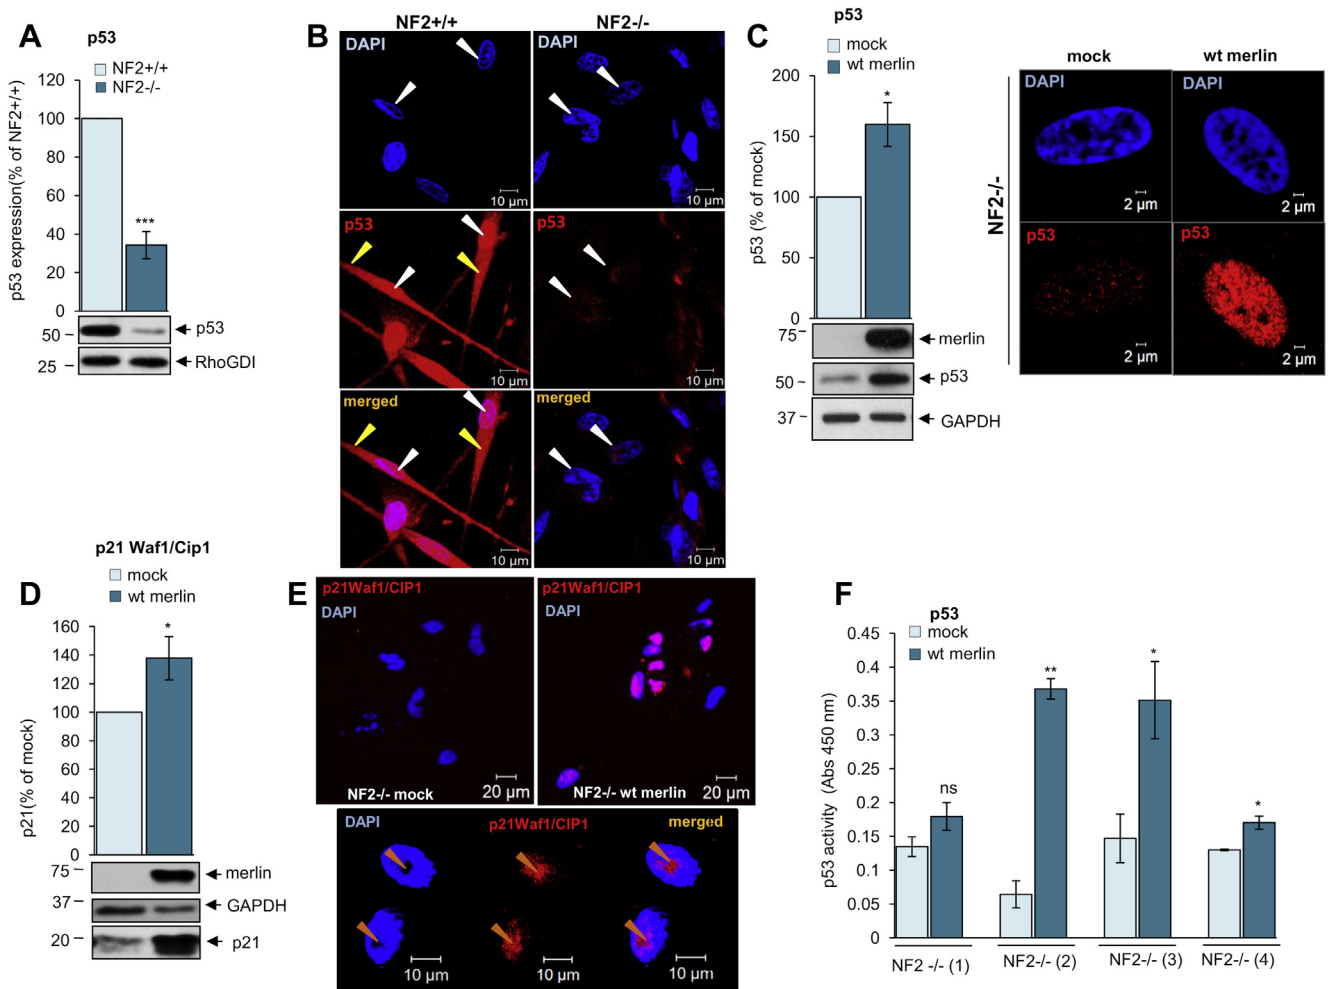 A
p53
NF2+/+
NF2-/-
p53 expression(% of NF2+/+)
120
100
80
60
40
20
0
***
50
p53
25
RhoGDI
B
NF2+/+
NF2-/-
DAPI
DAPI
10 µm
10 µm
p53
p53
10 µm
10 µm
merged
merged
10 µm
10 µm
C
p53
mock
wt merlin
p53 (% of mock)
200
150
100
50
0
*
75
merlin
50
p53
37
GAPDH
mock
wt merlin
NF2-/-
DAPI
DAPI
2 µm
2 µm
p53
p53
2 µm
2 µm
D
p21 Waf1/Cip1
mock
wt merlin
p21(% of mock)
160
140
120
100
80
60
40
20
0
*
75
merlin
37
GAPDH
20
p21
E
p21Waf1/CIP1
DAPI
NF2-/- mock
20 µm
p21Waf1/CIP1
DAPI
NF2-/- wt merlin
20 µm
DAPI
p21Waf1/CIP1
merged
10 µm
10 µm
10 µm
F
p53
mock
wt merlin
p53 activity (Abs 450 nm)
0.45
0.4
0.35
0.3
0.25
0.2
0.15
0.1
0.05
0
ns
**
*
*
NF2 -/- (1)
NF2-/- (2)
NF2-/- (3)
NF2-/- (4)